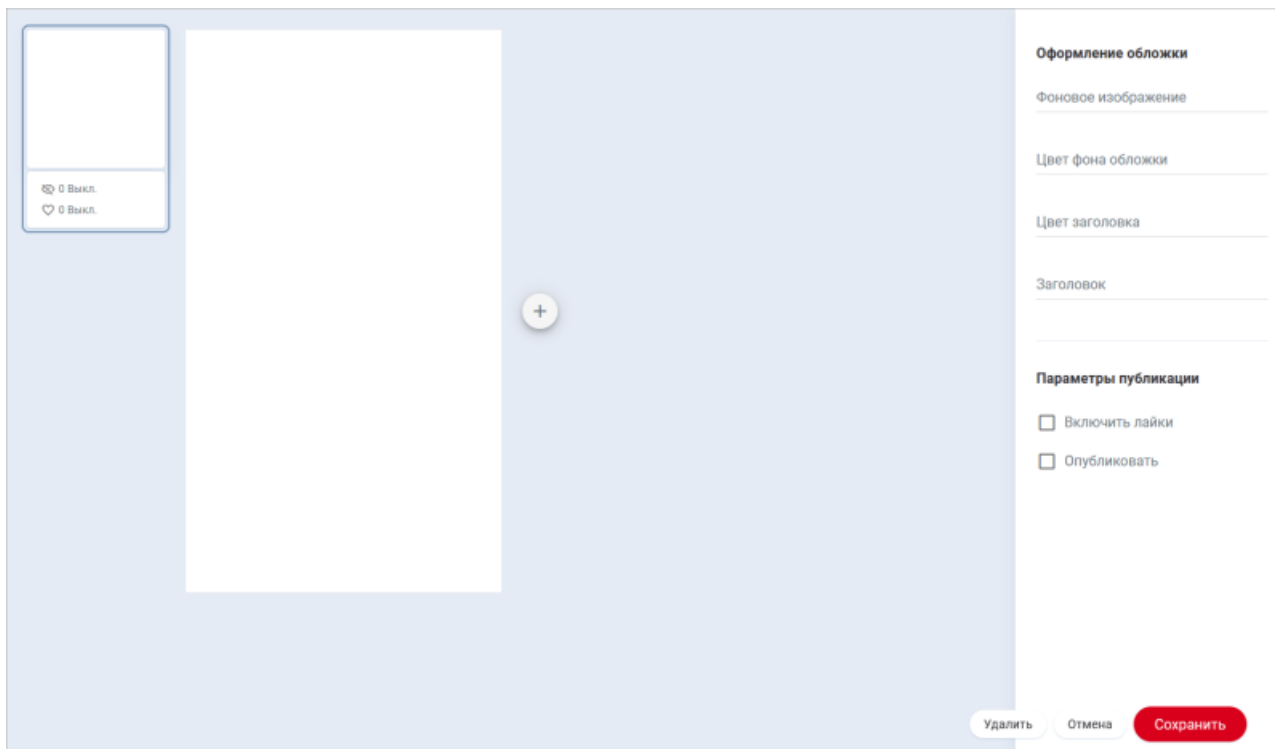 0 Выкл.
0 Выкл.
+
Оформление обложки
Фоновое изображение
Цвет фона обложки
Цвет заголовка
Заголовок
Параметры публикации
Включить лайки
Опубликовать
Удалить Отмена Сохранить